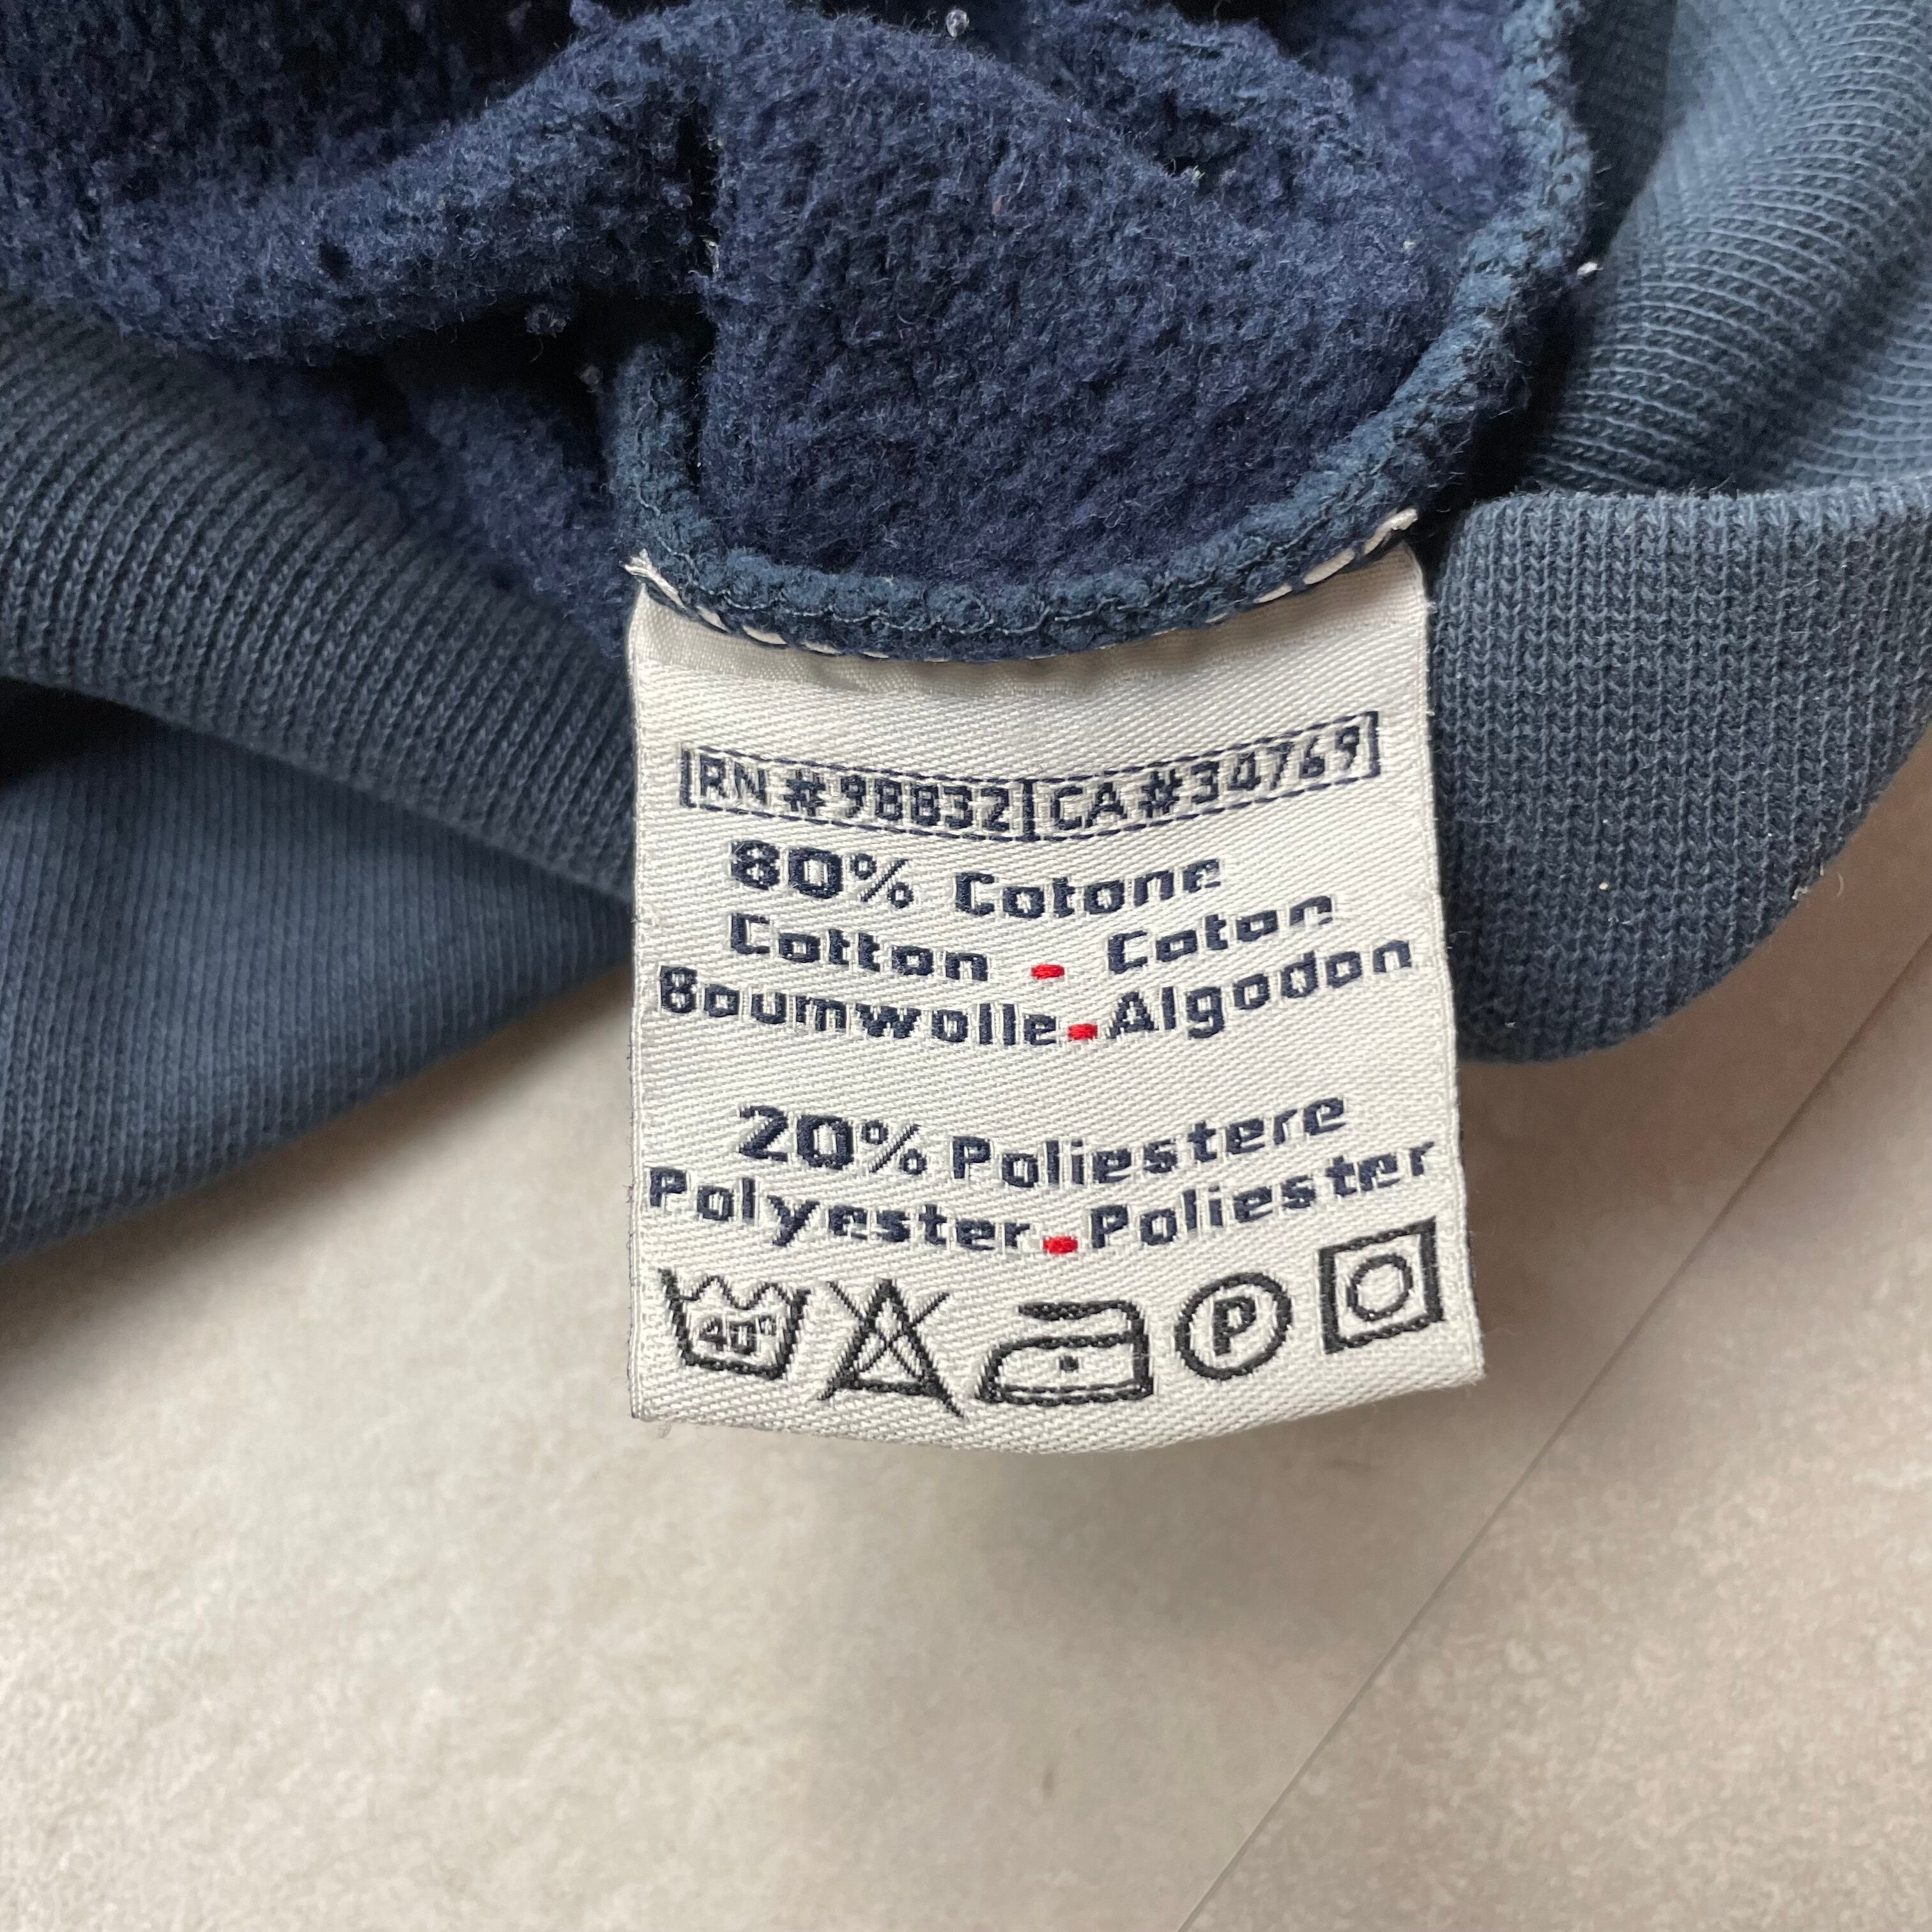 RN # 98832 CA # 34769
80% Cotone
Cotton • Coton
Baumwolle • Algodon
20% Poliestere
Polyester • Poliester
40° P